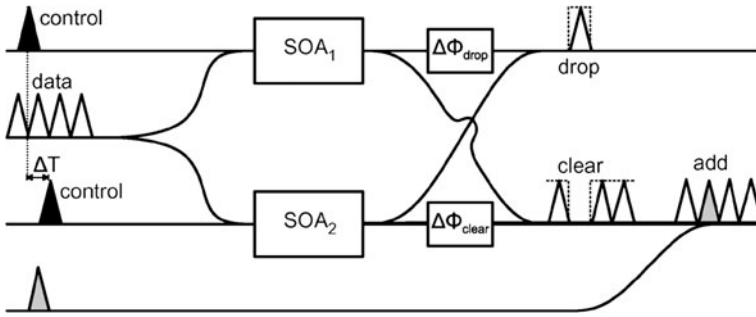 control
SOA1
ΔΦdrop
drop
data
ΔT
control
SOA2
ΔΦclear
clear
add